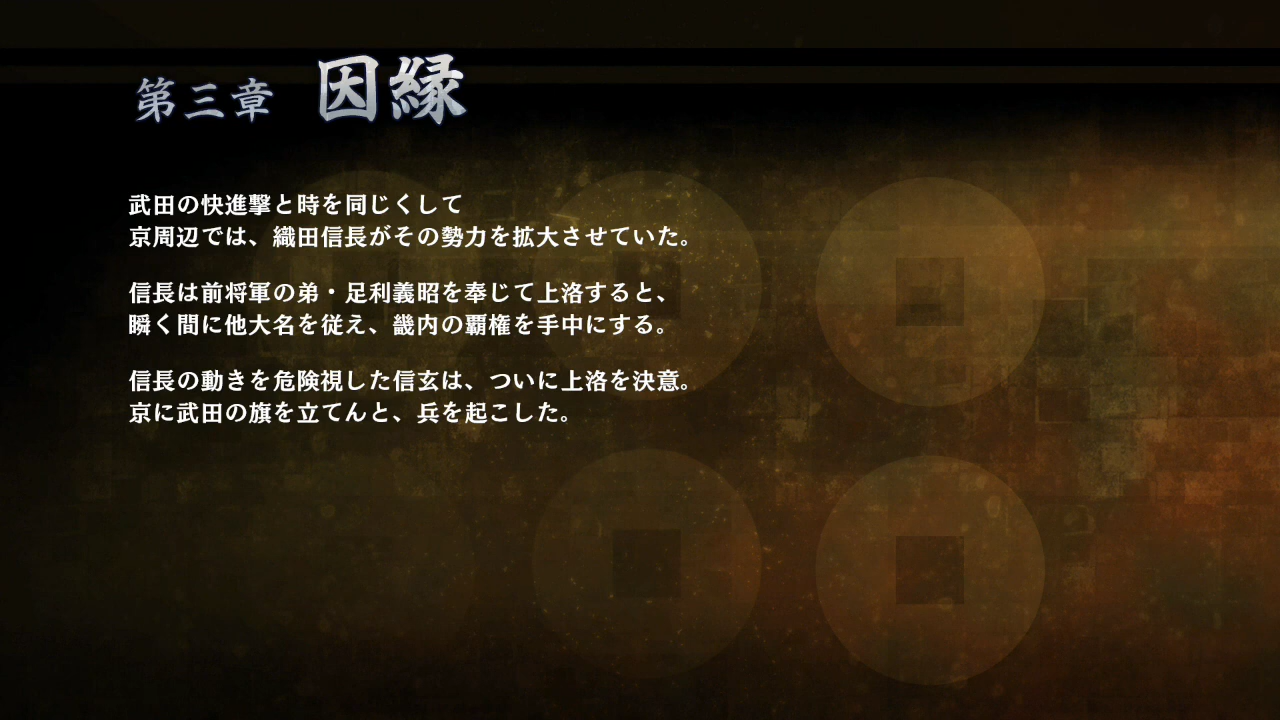 第三章 因縁
武田の快進撃と時を同じくして
京周辺では、織田信長がその勢力を拡大させていた。
信長は前将軍の弟・足利義昭を奉じて上洛すると、
瞬く間に他大名を従え、畿内の覇権を手中にする。
信長の動きを危険視した信玄は、ついに上洛を決意。
京に武田の旗を立てんと、兵を起こした。